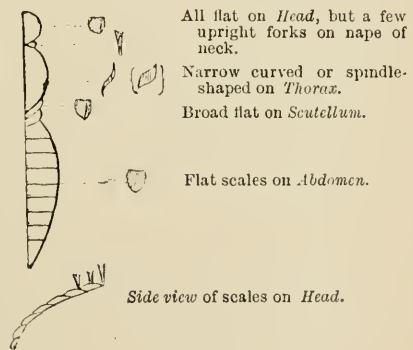 All flat on Head, but a few
upright forks on nape of
neck.
Narrow curved or spindle-
shaped on Thorax.
Broad flat on Scutellum.
Flat scales on Abdomen.
Side view of scales on Head.